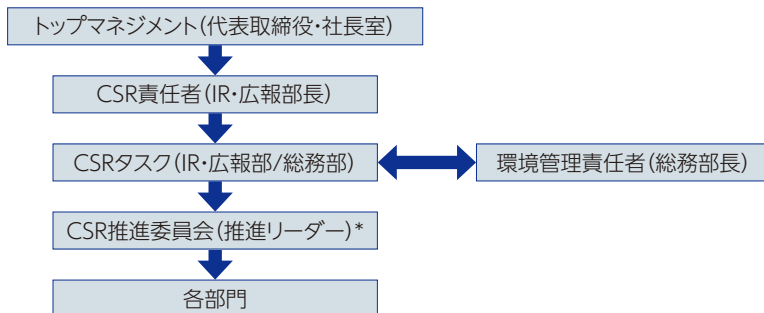 トップマネジメント(代表取締役・社長室)
CSR責任者(IR・広報部長)
CSRタスク(IR・広報部/総務部)
環境管理責任者(総務部長)
CSR推進委員会(推進リーダー)*
各部門